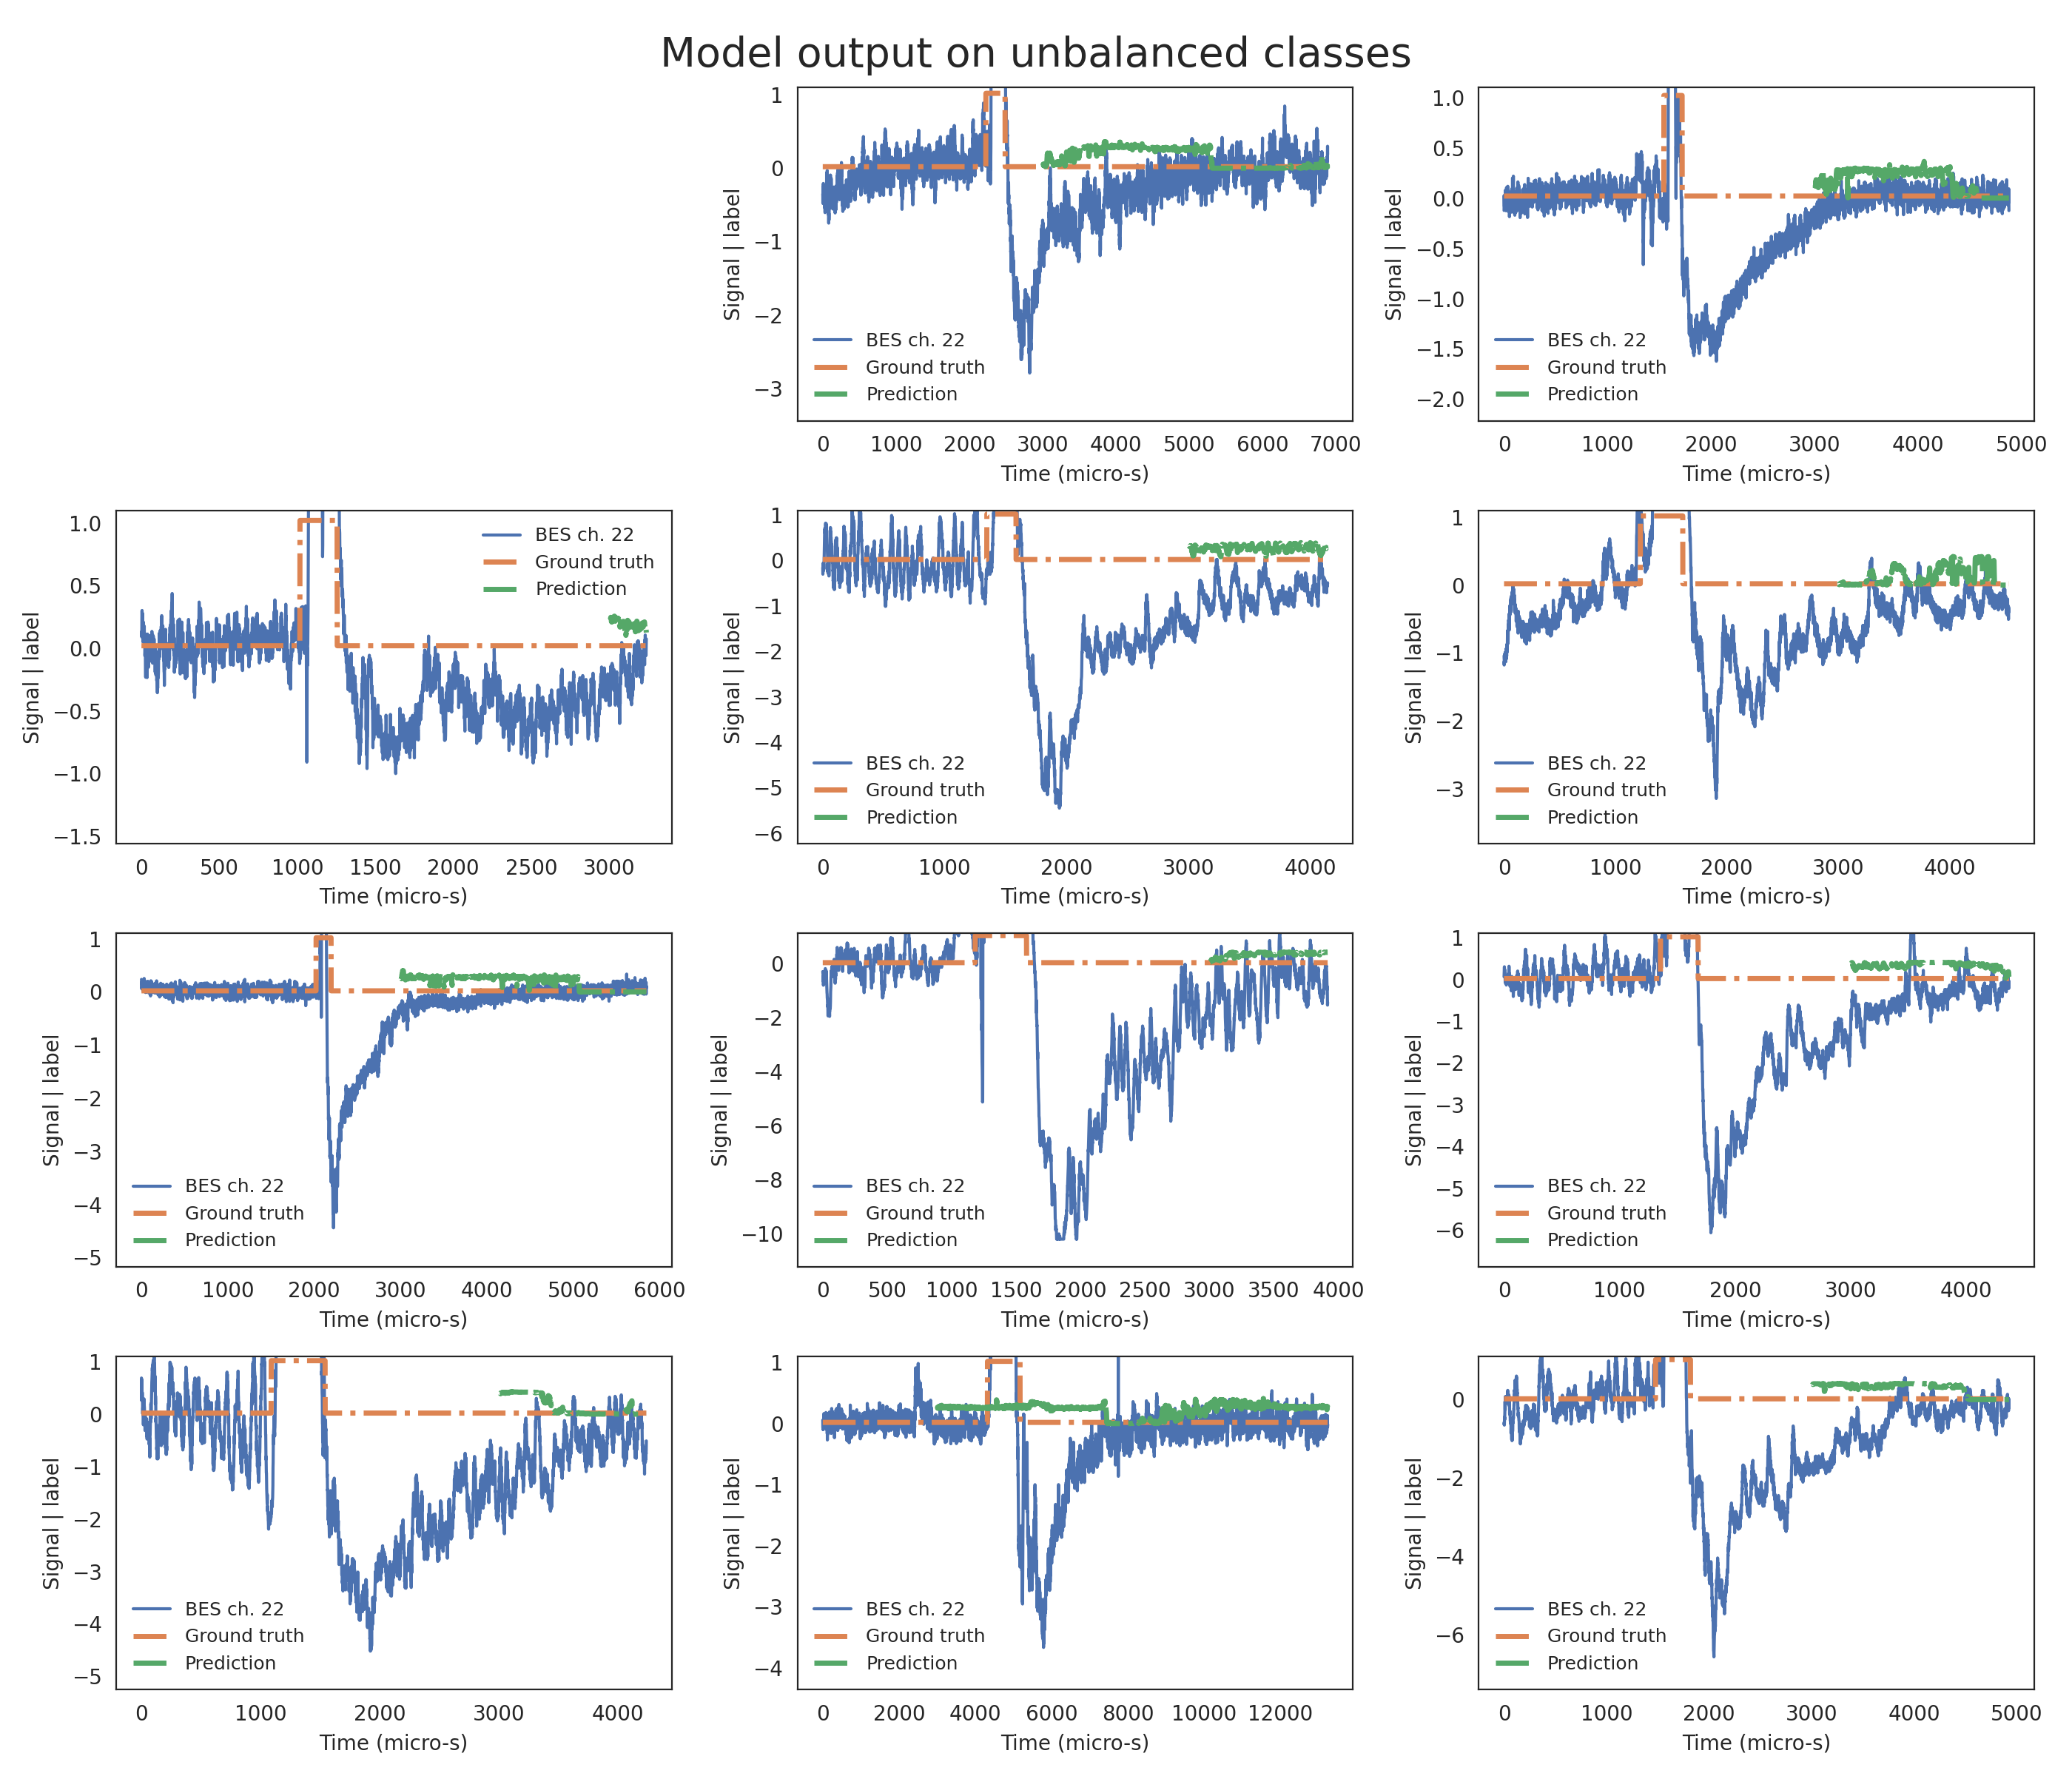 Model output on unbalanced classes
1
0
−1
−2
−3
Signal | label
BES ch. 22
Ground truth
Prediction
0 1000 2000 3000 4000 5000 6000 7000
Time (micro-s)
1.0
0.5
0.0
−0.5
−1.0
−1.5
−2.0
Signal | label
BES ch. 22
Ground truth
Prediction
0 1000 2000 3000 4000 5000
Time (micro-s)
1.0
0.5
0.0
−0.5
−1.0
−1.5
Signal | label
BES ch. 22
Ground truth
Prediction
0 500 1000 1500 2000 2500 3000
Time (micro-s)
1
0
−1
−2
−3
−4
−5
−6
Signal | label
BES ch. 22
Ground truth
Prediction
0 1000 2000 3000 4000
Time (micro-s)
1
0
−1
−2
−3
Signal | label
BES ch. 22
Ground truth
Prediction
0 1000 2000 3000 4000
Time (micro-s)
1
0
−1
−2
−3
−4
−5
Signal | label
BES ch. 22
Ground truth
Prediction
0 1000 2000 3000 4000 5000 6000
Time (micro-s)
0
−2
−4
−6
−8
−10
Signal | label
BES ch. 22
Ground truth
Prediction
0 500 1000 1500 2000 2500 3000 3500 4000
Time (micro-s)
1
0
−1
−2
−3
−4
−5
−6
Signal | label
BES ch. 22
Ground truth
Prediction
0 1000 2000 3000 4000
Time (micro-s)
1
0
−1
−2
−3
−4
−5
Signal | label
BES ch. 22
Ground truth
Prediction
0 1000 2000 3000 4000
Time (micro-s)
1
0
−1
−2
−3
−4
Signal | label
BES ch. 22
Ground truth
Prediction
0 2000 4000 6000 8000 10000 12000
Time (micro-s)
0
−2
−4
−6
Signal | label
BES ch. 22
Ground truth
Prediction
0 1000 2000 3000 4000 5000
Time (micro-s)